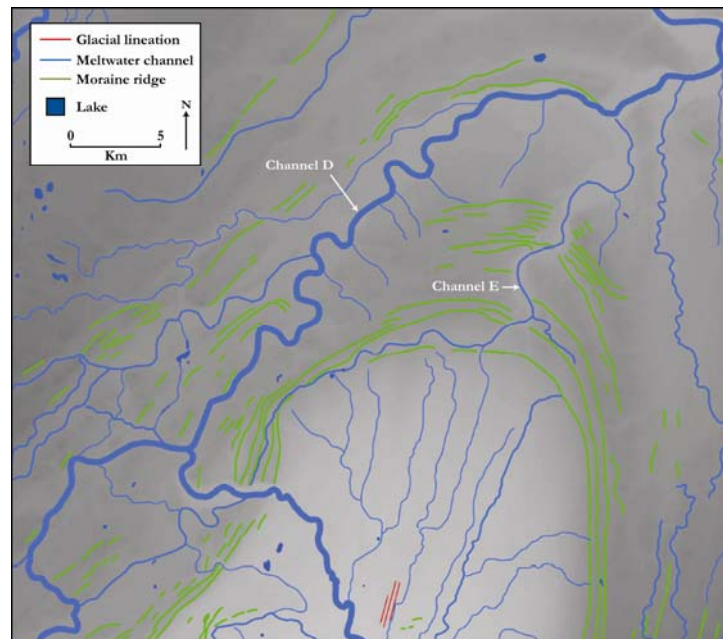 Glacial lineation
Meltwater channel
Moraine ridge
Lake
N
0 5
Km
Channel D
Channel E